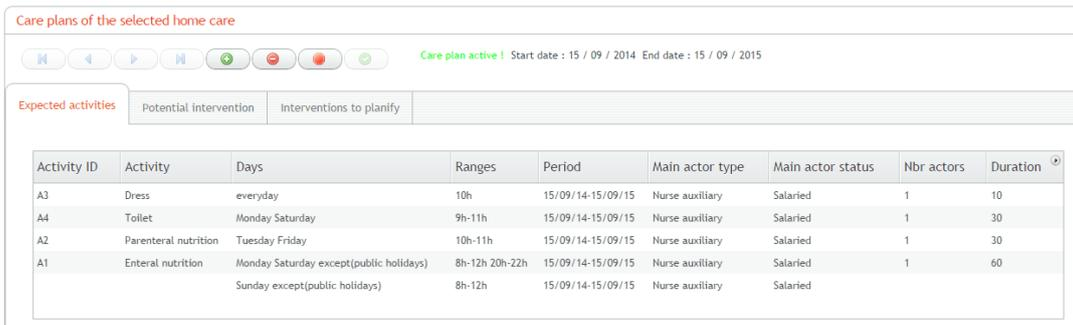 Care plans of the selected home care
Care plan active ! Start date : 15 / 09 / 2014 End date : 15 / 09 / 2015
Expected activities Potential intervention Interventions to planify
Activity ID Activity Days Ranges Period Main actor type Main actor status Nbr actors Duration
A3 Dress everyday 10h 15/09/14-15/09/15 Nurse auxiliary Salaried 1 10
A4 Toilet Monday Saturday 9h-11h 15/09/14-15/09/15 Nurse auxiliary Salaried 1 30
A2 Parenteral nutrition Tuesday Friday 10h-11h 15/09/14-15/09/15 Nurse auxiliary Salaried 1 30
A1 Enteral nutrition Monday Saturday except(public holidays) 8h-12h 20h-22h 15/09/14-15/09/15 Nurse auxiliary Salaried 1 60
Sunday except(public holidays) 8h-12h 15/09/14-15/09/15 Nurse auxiliary Salaried